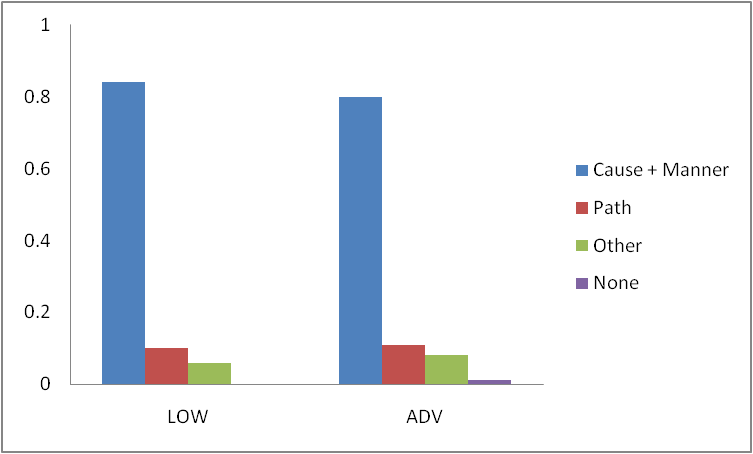 1
0.8
0.6
0.4
0.2
0
LOW
ADV
Cause + Manner
Path
Other
None